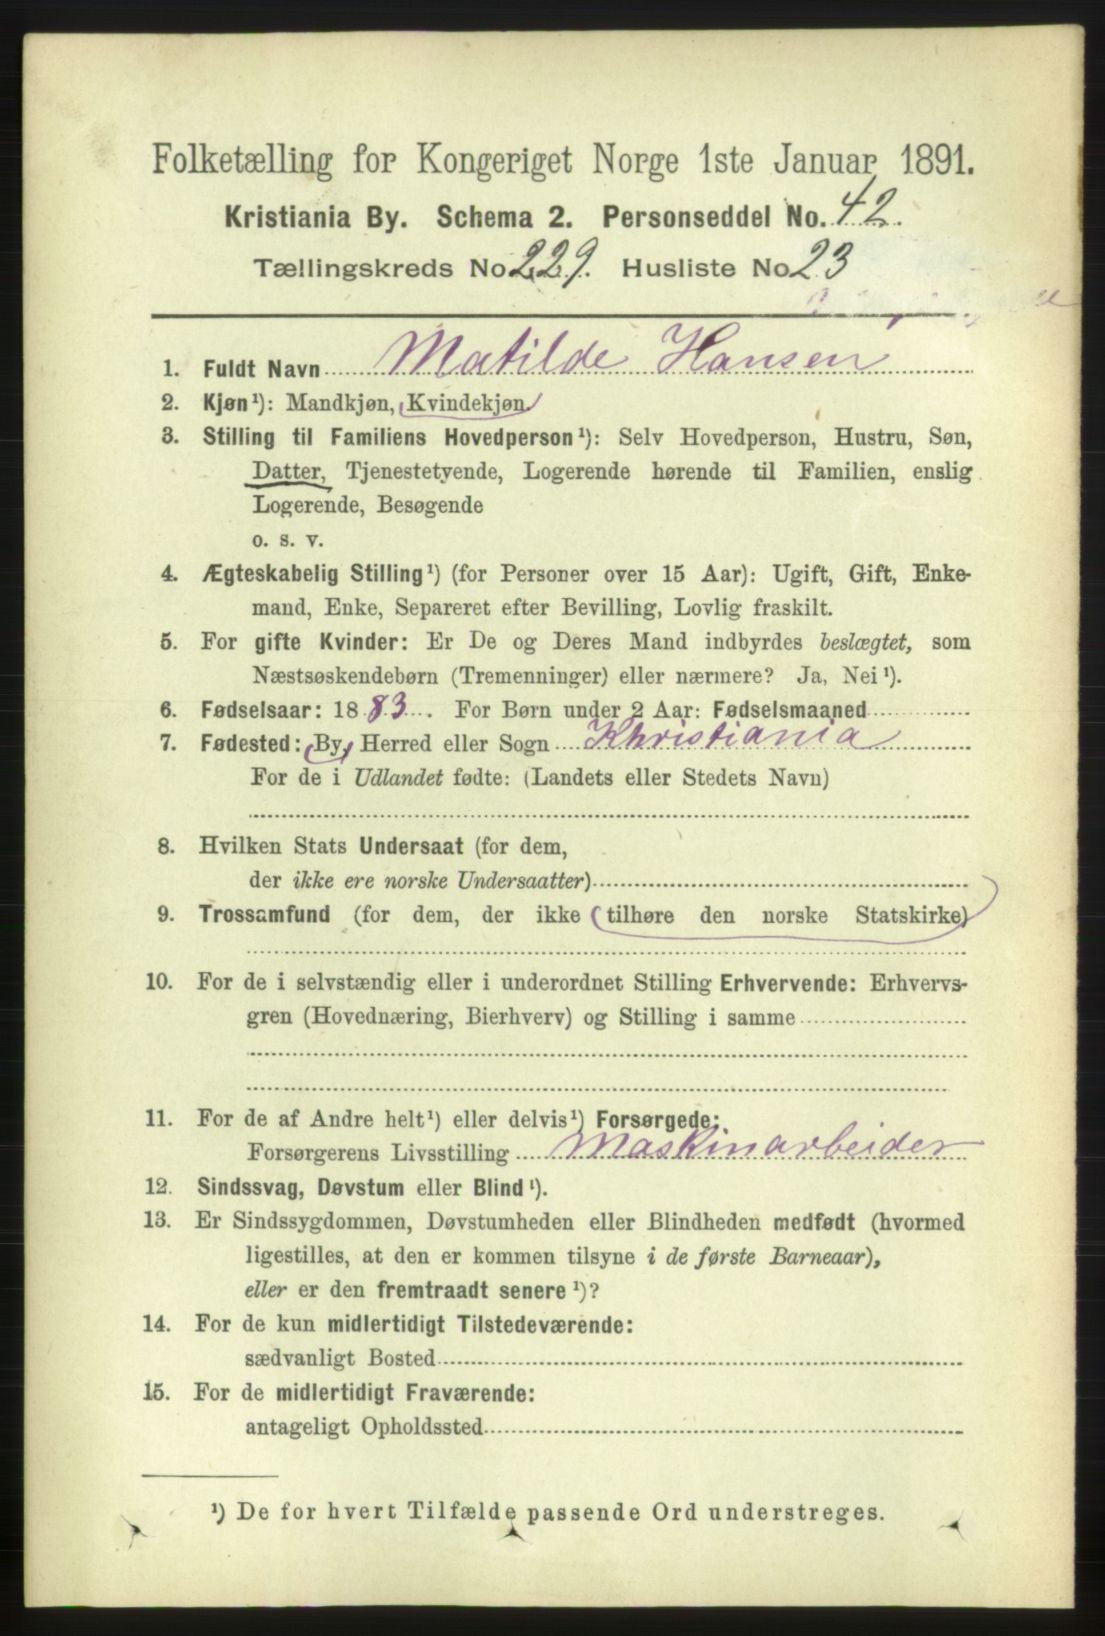 Folketælling for Kongeriget Norge 1ste Januar 1891.
Kristiania By. Schema 2. Personseddel No. 42.
Tællingskreds No. 229. Husliste No 23
1. Fuldt Navn Matilde Hansen
2. Kjøn¹): Mandkjøn, Kvindekjøn.
3. Stilling til Familiens Hovedperson¹): Selv Hovedperson, Hustru, Søn,
Datter, Tjenestetyende, Logerende hørende til Familien, enslig
Logerende, Besøgende
o. s. v.
4. Ægteskabelig Stilling¹) (for Personer over 15 Aar): Ugift, Gift, Enke-
mand, Enke, Separeret efter Bevilling, Lovlig fraskilt.
5. For gifte Kvinder: Er De og Deres Mand indbyrdes beslægtet, som
Næstsøskendebørn (Tremenninger) eller nærmere? Ja, Nei¹).
6. Fødselsaar: 1883. For Børn under 2 Aar: Fødselsmaaned
7. Fødested: By, Herred eller Sogn Khristiania
For de i Udlandet fødte: (Landets eller Stedets Navn)
8. Hvilken Stats Undersaat (for dem,
der ikke ere norske Undersaatter)
9. Trossamfund (for dem, der ikke tilhøre den norske Statskirke)
10. For de i selvstændig eller i underordnet Stilling Erhvervende: Erhvervs-
gren (Hovednæring, Bierhverv) og Stilling i samme
11. For de af Andre helt¹) eller delvis¹) Forsørgede:
Forsørgerens Livsstilling Maskinarbeider
12. Sindssvag, Døvstum eller Blind¹).
13. Er Sindssygdommen, Døvstumheden eller Blindheden medfødt (hvormed
ligestilles, at den er kommen tilsyne i de første Barneaar),
eller er den fremtraadt senere¹)?
14. For de kun midlertidigt Tilstedeværende:
sædvanligt Bosted
15. For de midlertidigt Fraværende:
antageligt Opholdssted
¹) De for hvert Tilfælde passende Ord understreges.